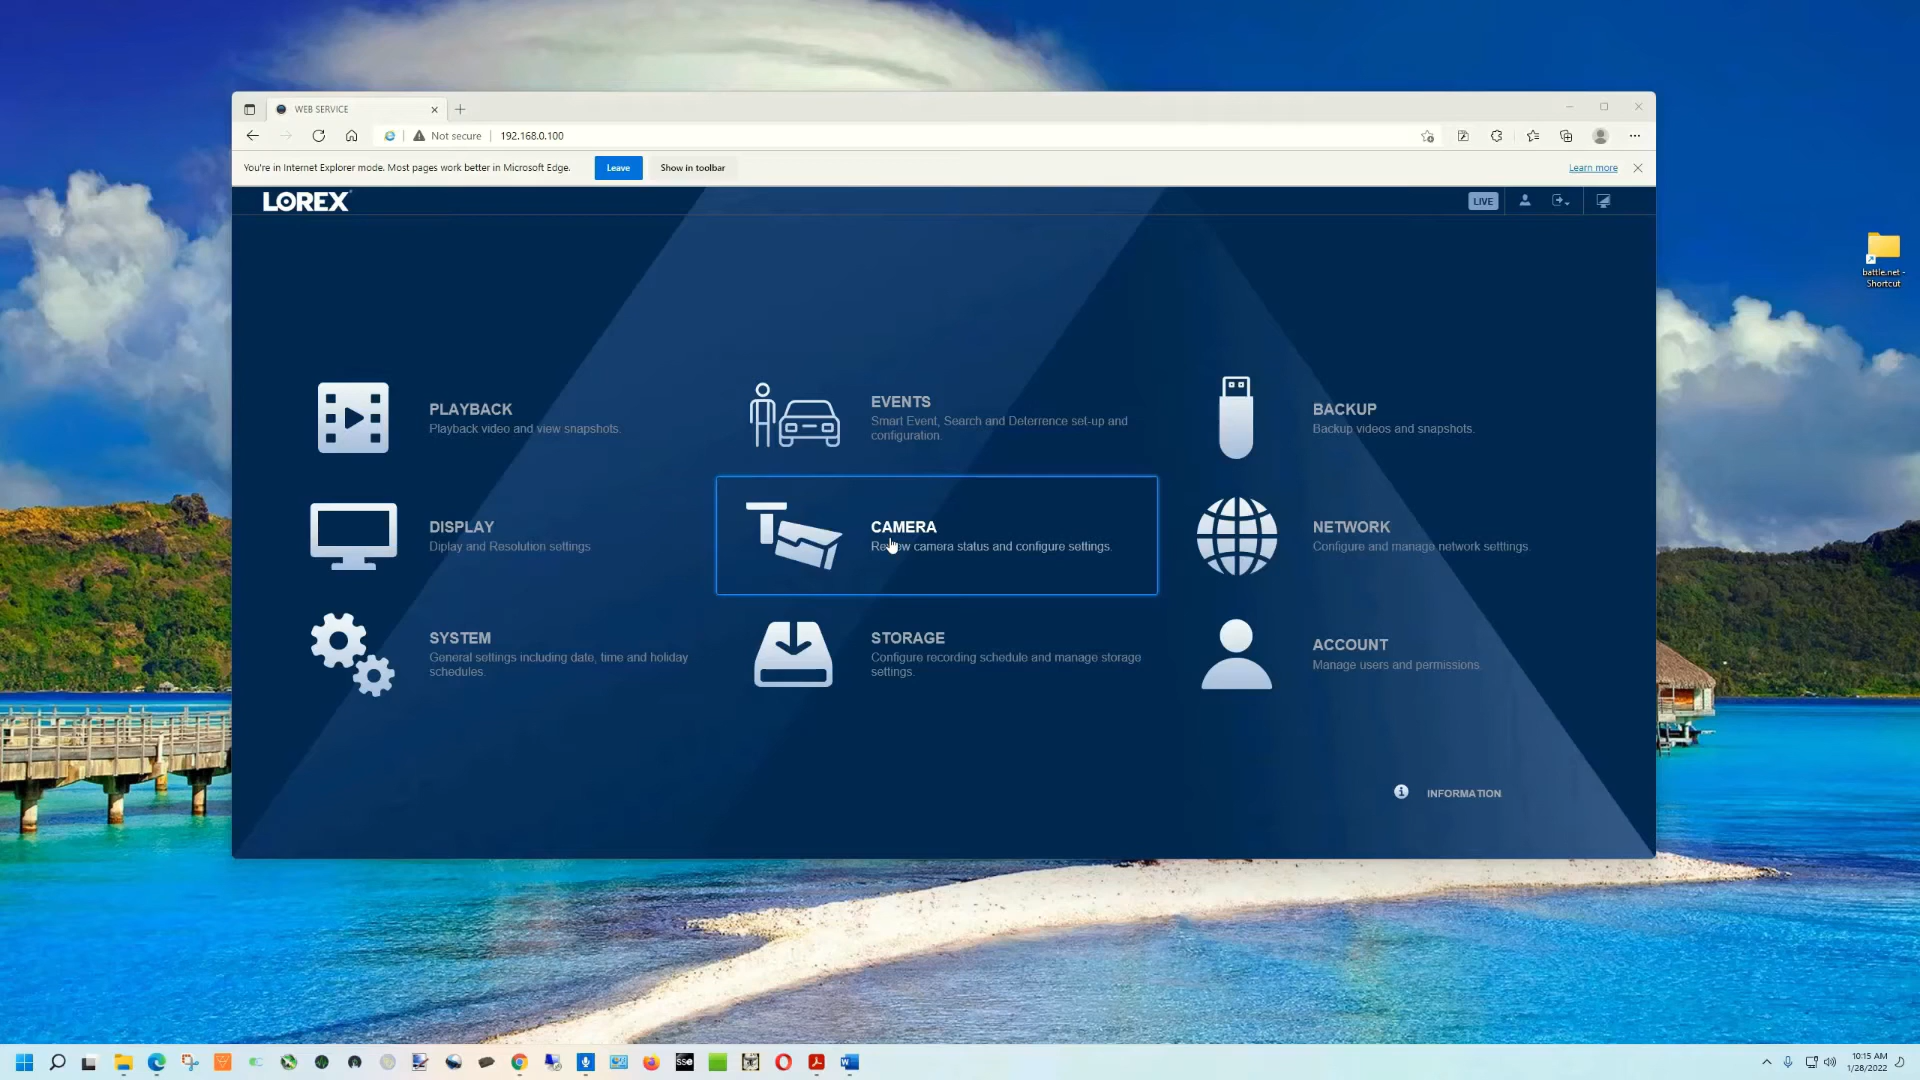 WEB SERVICE
Not secure
192.168.0.100
You're in Internet Explorer mode. Most pages work better in Microsoft Edge.
Leave
Show in toolbar
Learn more
LOREX
LIVE
battle.net -
Shortcut
PLAYBACK
Playback video and view snapshots.
EVENTS
Smart Event, Search and Deterrence set-up and
configuration.
BACKUP
Backup videos and snapshots.
DISPLAY
Diplay and Resolution settings
CAMERA
camera status and configure settings.
NETWORK
Configure and manage network setttings.
SYSTEM
General settings including date, time and holiday
schedules.
STORAGE
Configure recording schedule and manage storage
settings.
ACCOUNT
Manage users and permissions.
INFORMATION
SSE
10:15 AM
1/28/2022